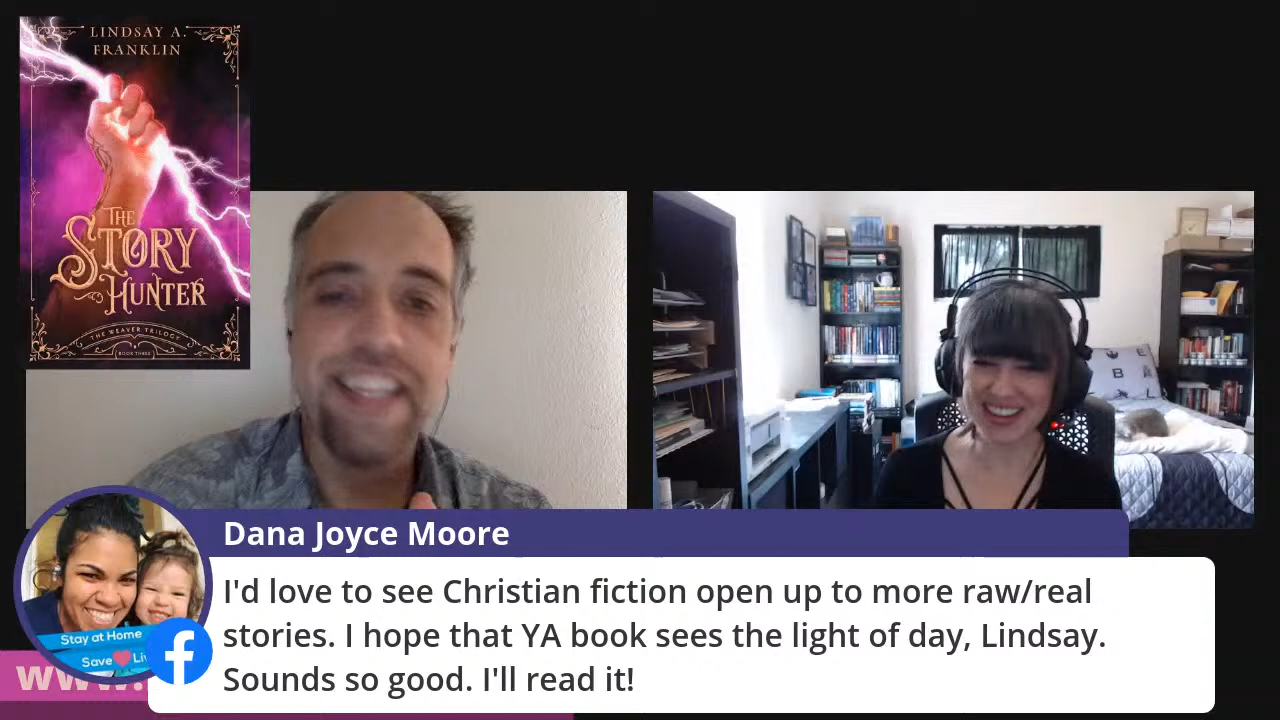 LINDSAY A.
FRANKLIN
THE
STORY
HUNTER
THE WEAVER TRILOGY
BOOK THREE
E
B A
Dana Joyce Moore
I'd love to see Christian fiction open up to more raw/real
stories. I hope that YA book sees the light of day, Lindsay.
Sounds so good. I'll read it!
Stay at Home
Save
www.